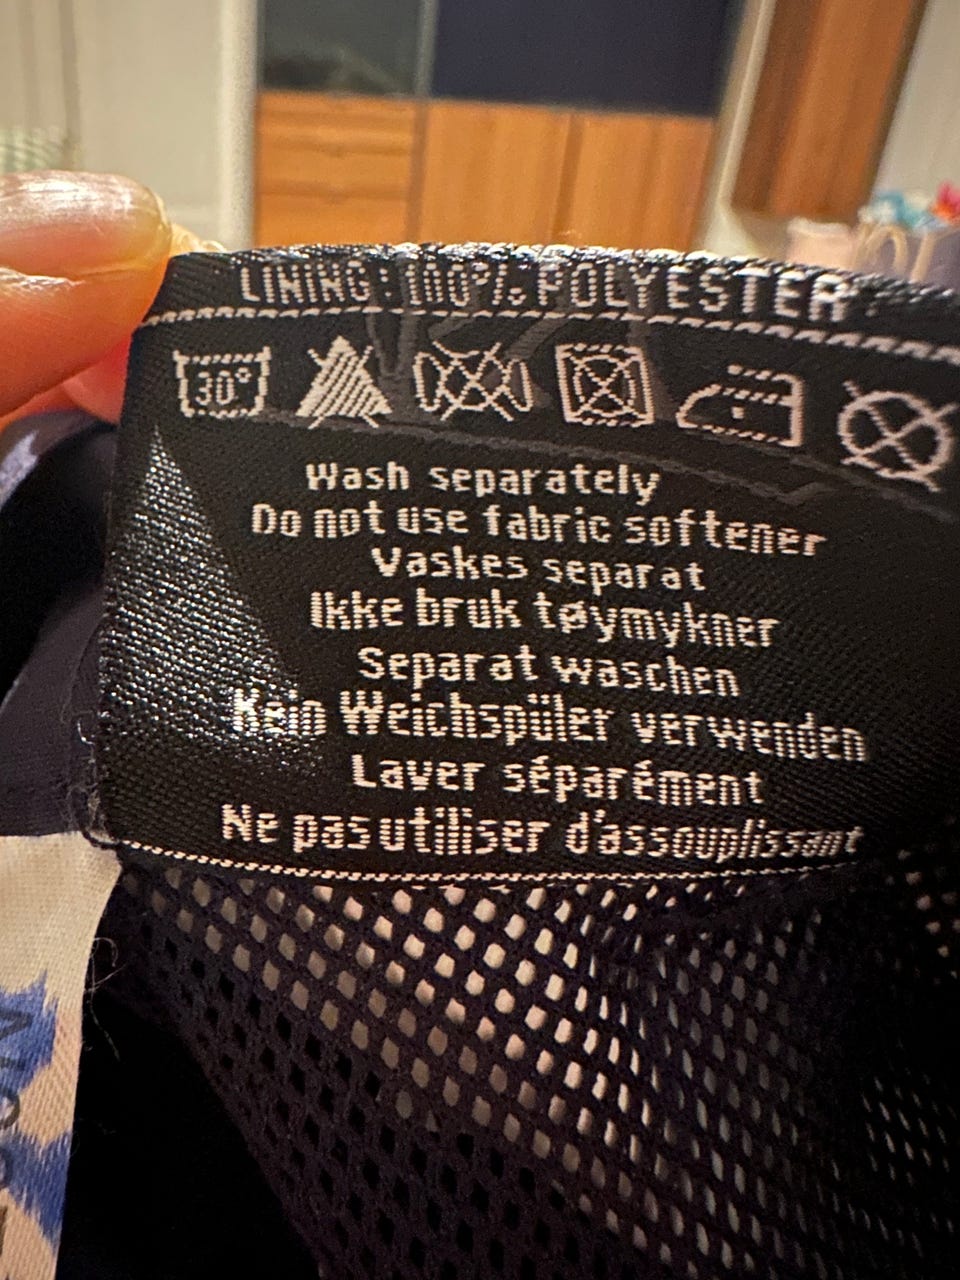 LINING: 100% POLYESTER
30°
Wash separately
Do not use fabric softener
Vaskes separat
Ikke bruk tøymykner
Separat waschen
Kein Weichspüler verwenden
Laver séparément
Ne pas utiliser d'assouplissant